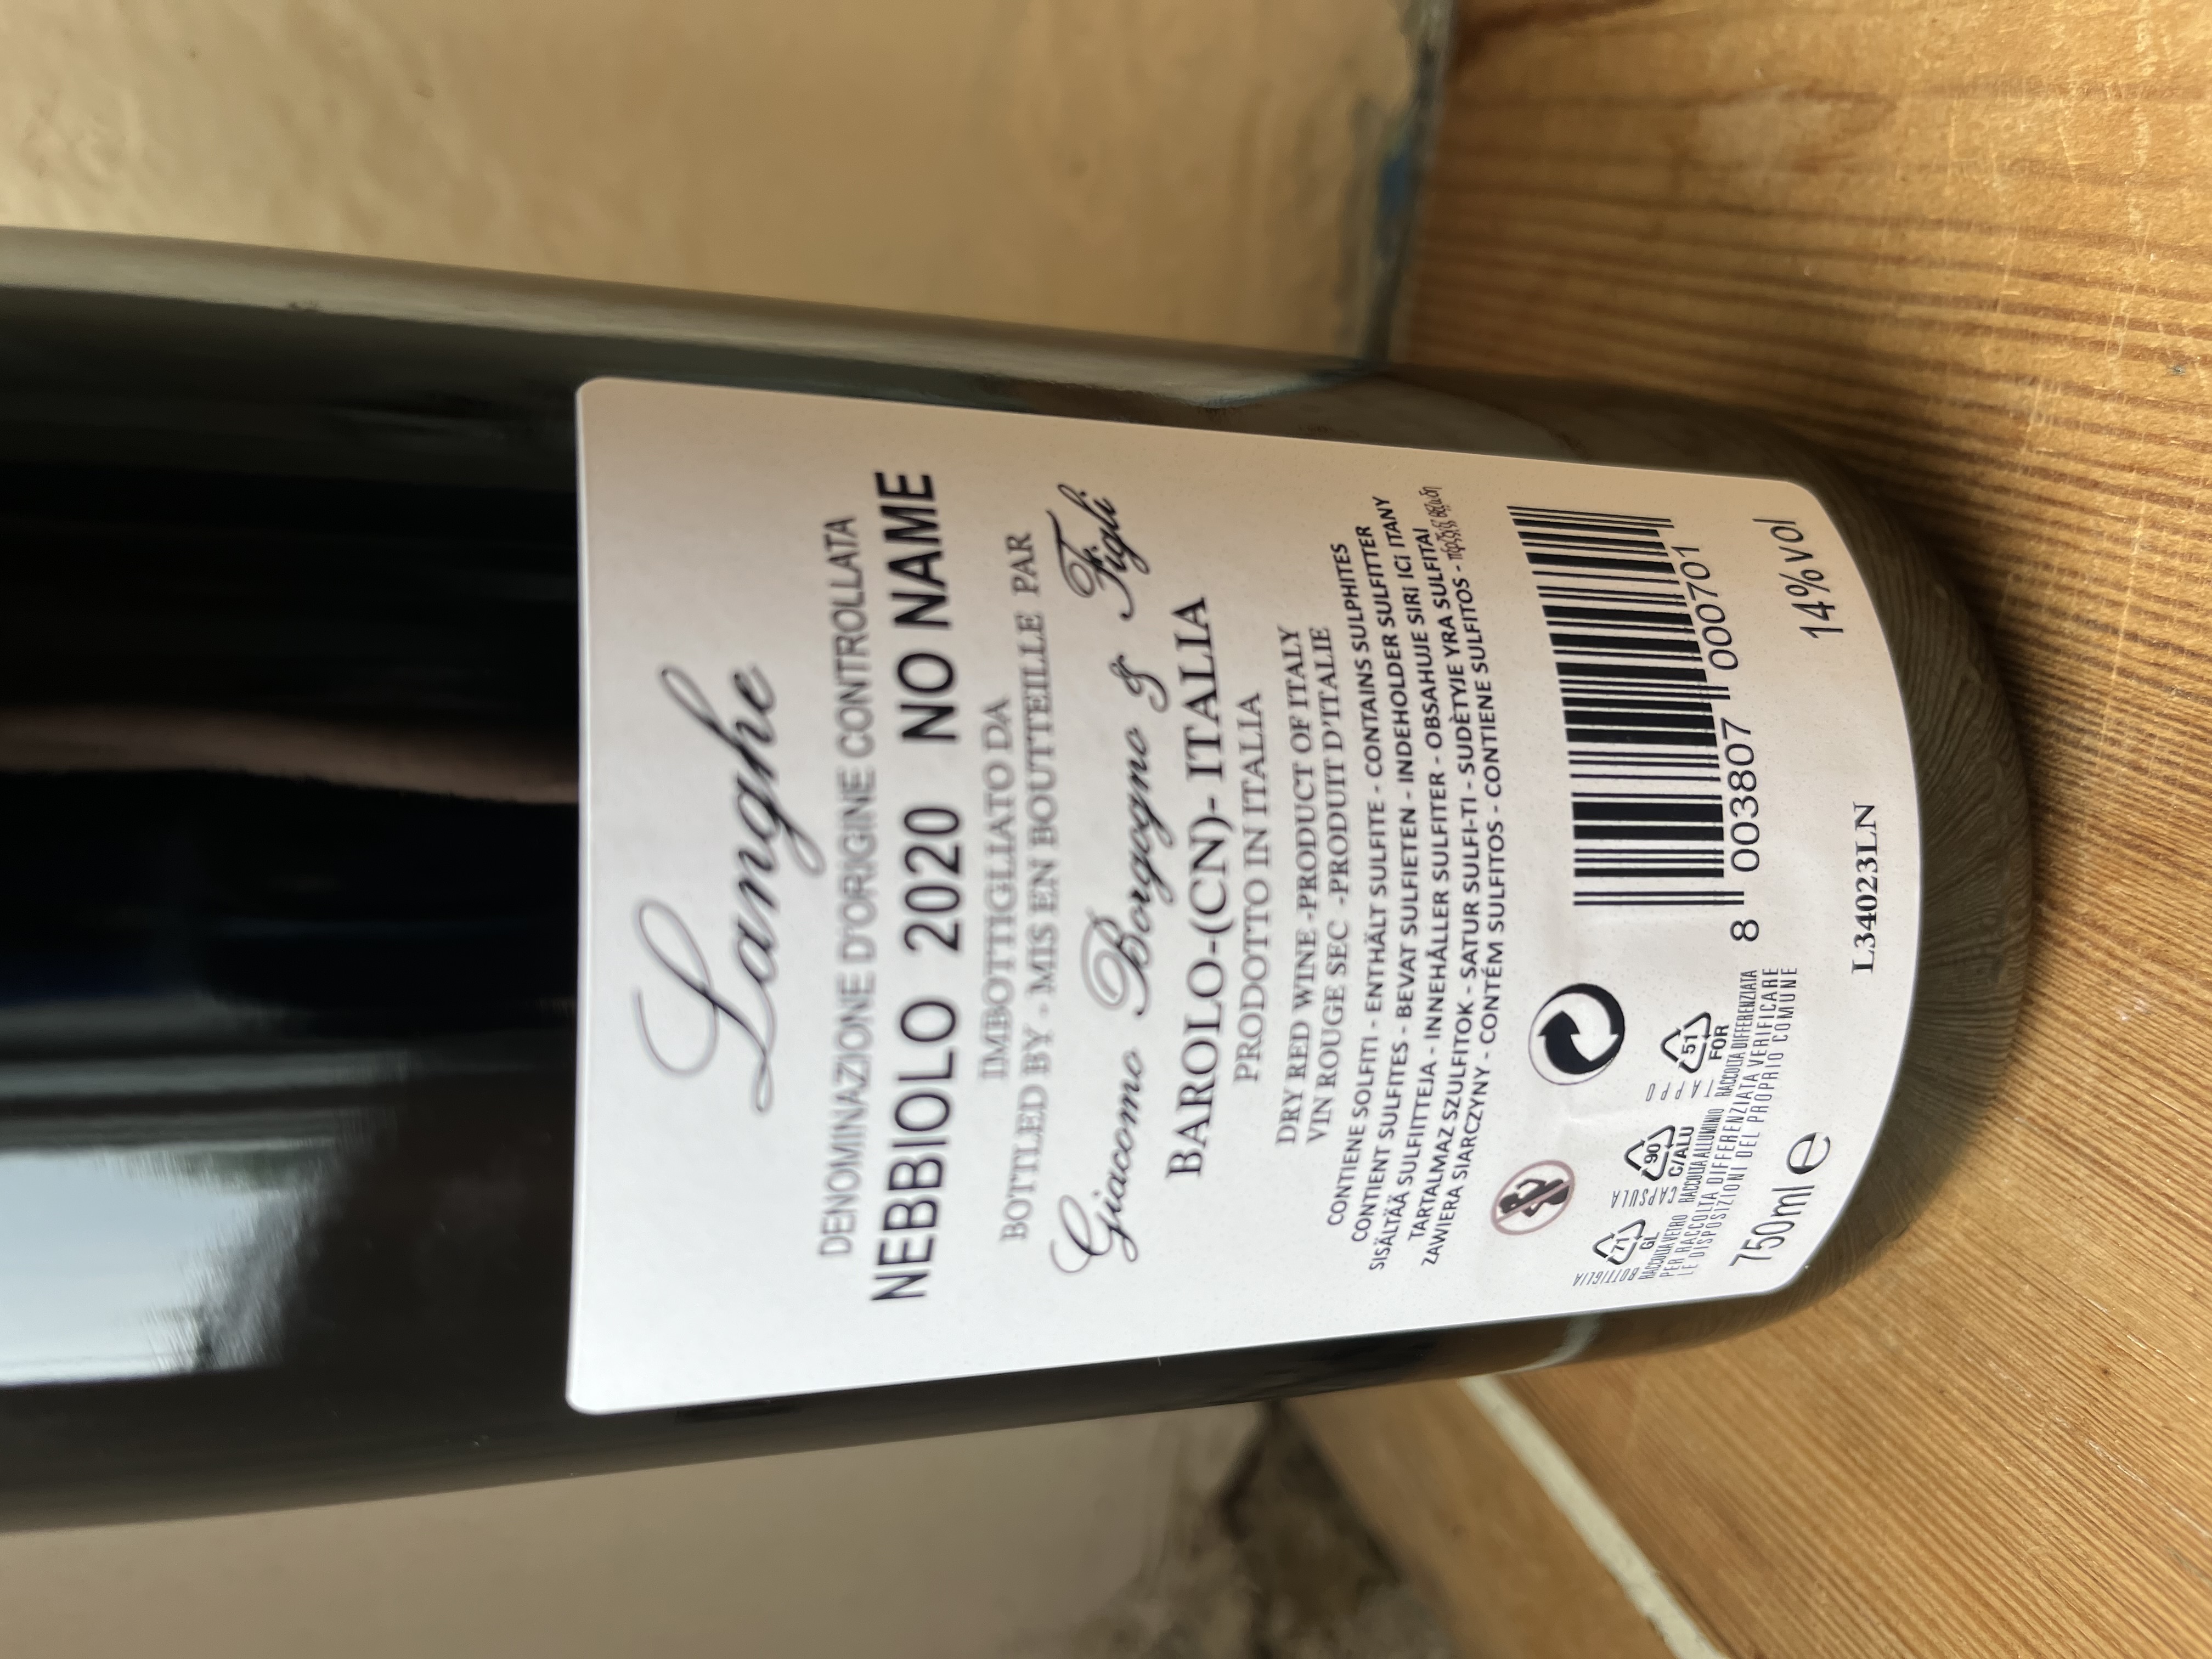 Langhe
DENOMINAZIONE D'ORIGINE CONTROLLATA
NEBBIOLO 2020 NO NAME
IMBOTTIGLIATO DA
BOTTLED BY - MIS EN BOUTTEILLE PAR
Giacomo Borgogno & Figli
BAROLO-(CN)- ITALIA
PRODOTTO IN ITALIA
DRY RED WINE -PRODUCT OF ITALY
VIN ROUGE SEC -PRODUIT D'ITALIE
CONTIENE SOLFITI - ENTHÄLT SULFITE - CONTAINS SULPHITES
CONTIENT SULFITES - BEVAT SULFIETEN - INDEHOLDER SULFITTER
SISÄLTÄÄ SULFIITTEJA - INNEHÅLLER SULFITER - OBSAHUJE SIRi ICi ITANY
TARTALMAZ SZULFITOK - SATUR SULFI-TI - SUDĖTYJE YRA SULFITAI
ZAWIERA SIARCZYNY - CONTÉM SULFITOS - CONTIENE SULFITOS -
BOTTIGLIA CAPSULA TAPPO
71 90 51
GL C/ALU FOR
RACCOLTA VETRO RACCOLTA ALLUMINIO RACCOLTA DIFFERENZIATA
PER RACCOLTA DIFFERENZIATA VERIFICARE
LE DISPOSIZIONI DEL PROPRIO COMUNE
8 003807 000701
750ml e
14%vol
L34023LN